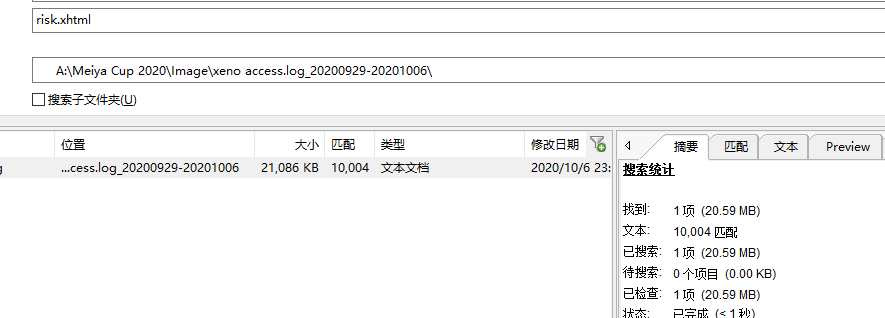 risk.xhtml
A:\Meiya Cup 2020\Image\xeno access.log_20200929-20201006\
搜索子文件夹(U)
位置 大小 匹配 类型 修改日期
g ...cess.log_20200929-20201006 21,086 KB 10,004 文本文档 2020/10/6 23:
摘要 匹配 文本 Preview
搜索统计
找到: 1 项 (20.59 MB)
文本: 10,004 匹配
已搜索: 1 项 (20.59 MB)
待搜索: 0 个项目 (0.00 KB)
已检查: 1 项 (20.59 MB)
状态: 已完成 (≤ 1 秒)